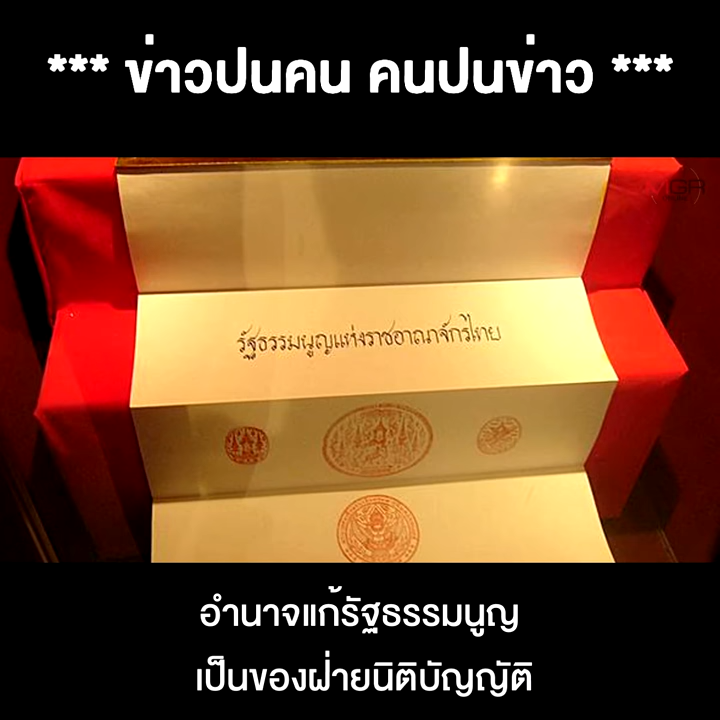 *** ข่าวปนคน คนปนข่าว ***
รัฐธรรมนูญแห่งราชอาณาจักรไทย
อำนาจแก้รัฐธรรมนูญ
เป็นของฝ่ายนิติบัญญัติ